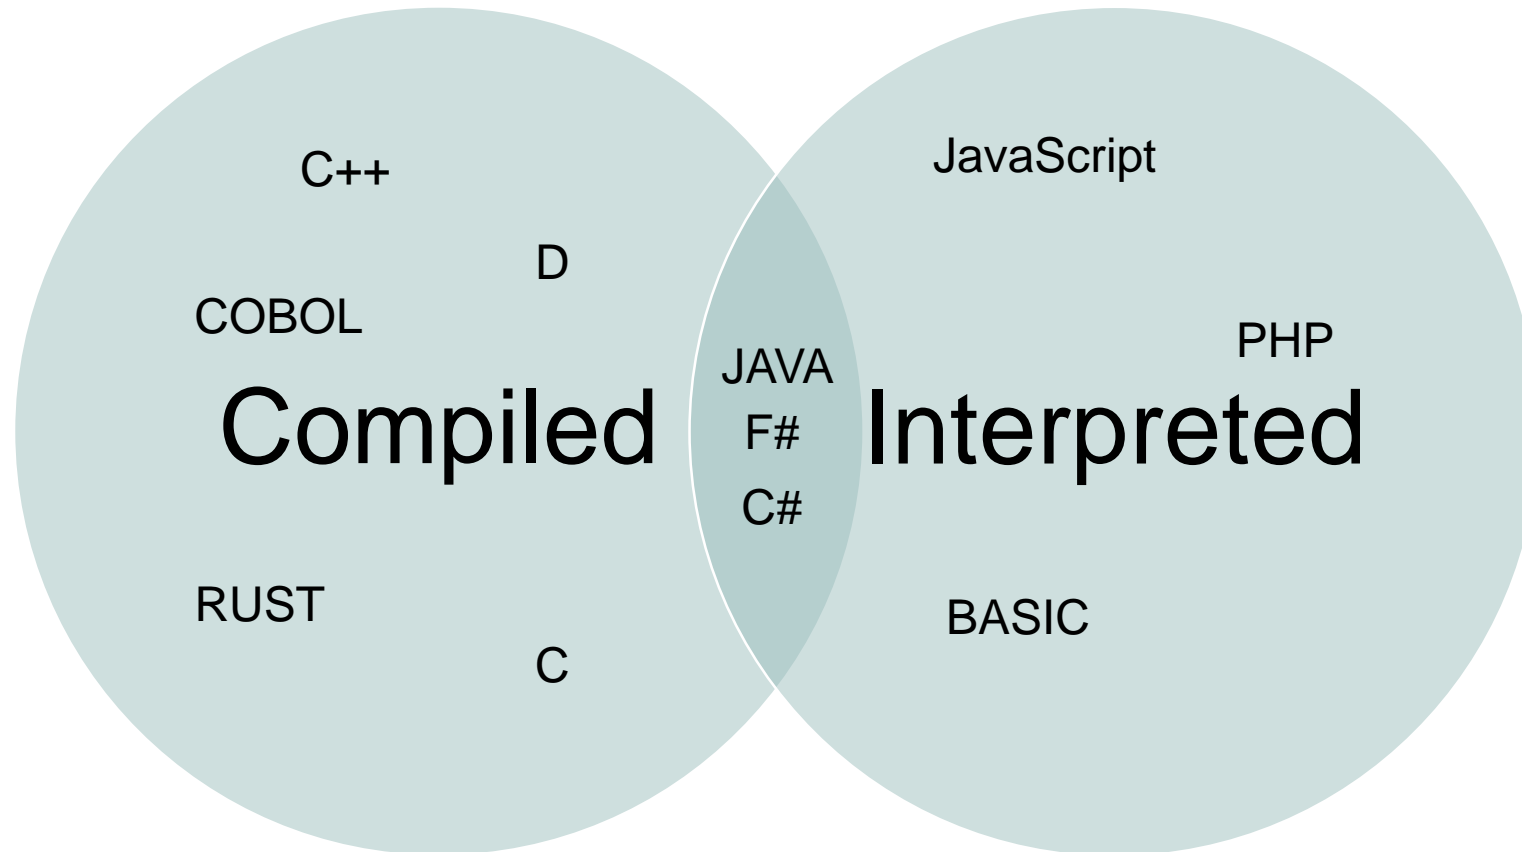 C++
D
COBOL
Compiled
RUST
C
JAVA
F#
C#
JavaScript
PHP
Interpreted
BASIC